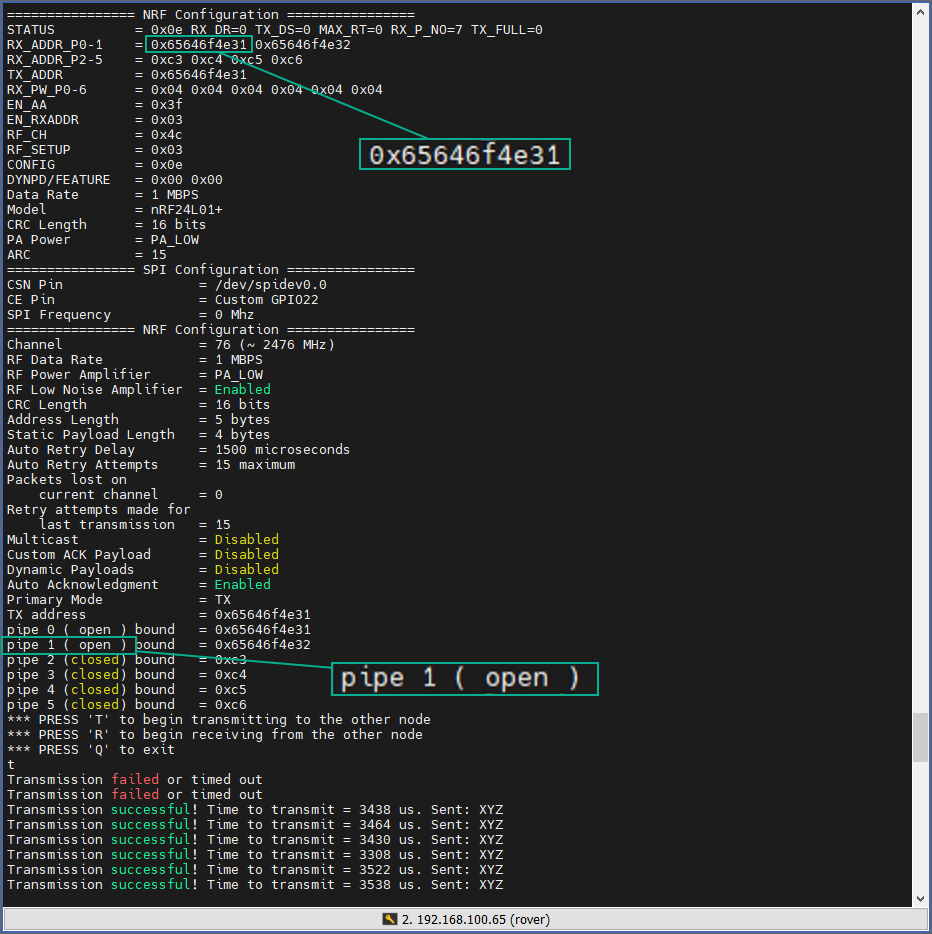 ================ NRF Configuration ================
STATUS = 0x0e RX_DR=0 TX_DS=0 MAX_RT=0 RX_P_NO=7 TX_FULL=0
RX_ADDR_P0-1 = 0x65646f4e31 0x65646f4e32
RX_ADDR_P2-5 = 0xc3 0xc4 0xc5 0xc6
TX_ADDR = 0x65646f4e31
RX_PW_P0-6 = 0x04 0x04 0x04 0x04 0x04 0x04
EN_AA = 0x3f
EN_RXADDR = 0x03
RF_CH = 0x4c
0x65646f4e31
RF_SETUP = 0x03
CONFIG = 0x0e
DYNPD/FEATURE = 0x00 0x00
Data Rate = 1 MBPS
Model = nRF24L01+
CRC Length = 16 bits
PA Power = PA_LOW
ARC = 15
================ SPI Configuration ================
CSN Pin = /dev/spidev0.0
CE Pin = Custom GPIO22
SPI Frequency = 0 Mhz
================ NRF Configuration ================
Channel = 76 (~ 2476 MHz)
RF Data Rate = 1 MBPS
RF Power Amplifier = PA_LOW
RF Low Noise Amplifier = Enabled
CRC Length = 16 bits
Address Length = 5 bytes
Static Payload Length = 4 bytes
Auto Retry Delay = 1500 microseconds
Auto Retry Attempts = 15 maximum
Packets lost on
current channel = 0
Retry attempts made for
last transmission = 15
Multicast = Disabled
Custom ACK Payload = Disabled
Dynamic Payloads = Disabled
Auto Acknowledgment = Enabled
Primary Mode = TX
TX address = 0x65646f4e31
pipe 0 ( open ) bound = 0x65646f4e31
pipe 1 ( open ) bound = 0x65646f4e32
pipe 2 (closed) bound = 0xc3
pipe 3 (closed) bound = 0xc4
pipe 1 ( open )
pipe 4 (closed) bound = 0xc5
pipe 5 (closed) bound = 0xc6
*** PRESS 'T' to begin transmitting to the other node
*** PRESS 'R' to begin receiving from the other node
*** PRESS 'Q' to exit
t
Transmission failed or timed out
Transmission failed or timed out
Transmission successful! Time to transmit = 3438 us. Sent: XYZ
Transmission successful! Time to transmit = 3464 us. Sent: XYZ
Transmission successful! Time to transmit = 3430 us. Sent: XYZ
Transmission successful! Time to transmit = 3308 us. Sent: XYZ
Transmission successful! Time to transmit = 3522 us. Sent: XYZ
Transmission successful! Time to transmit = 3538 us. Sent: XYZ
2. 192.168.100.65 (rover)